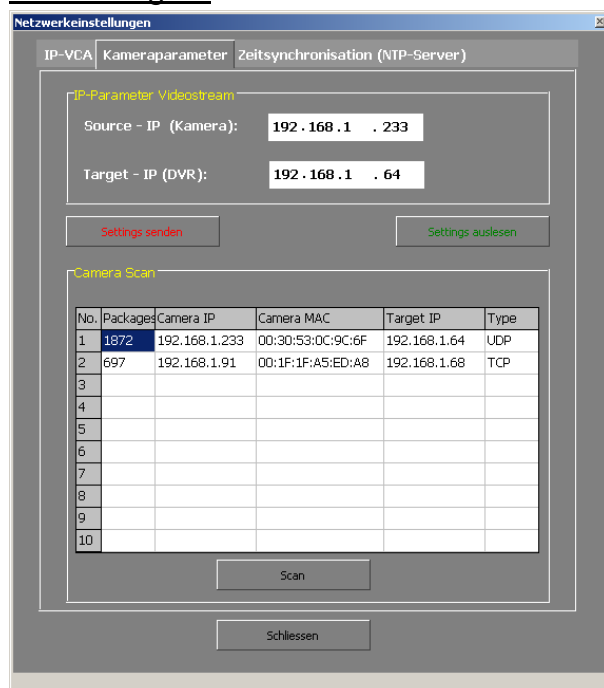 Netzwerkeinstellungen
IP-VCA Kameraparameter Zeitsynchronisation (NTP-Server)
IP-Parameter Videostream
Source - IP (Kamera): 192.168.1 .233
Target - IP (DVR): 192.168.1 .64
Settings senden Settings auslesen
Camera Scan
No. Packages Camera IP Camera MAC Target IP Type
1 1872 192.168.1.233 00:30:53:0C:9C:6F 192.168.1.64 UDP
2 697 192.168.1.91 00:1F:1F:A5:ED:A8 192.168.1.68 TCP
3
4
5
6
7
8
9
10
Scan
Schliessen